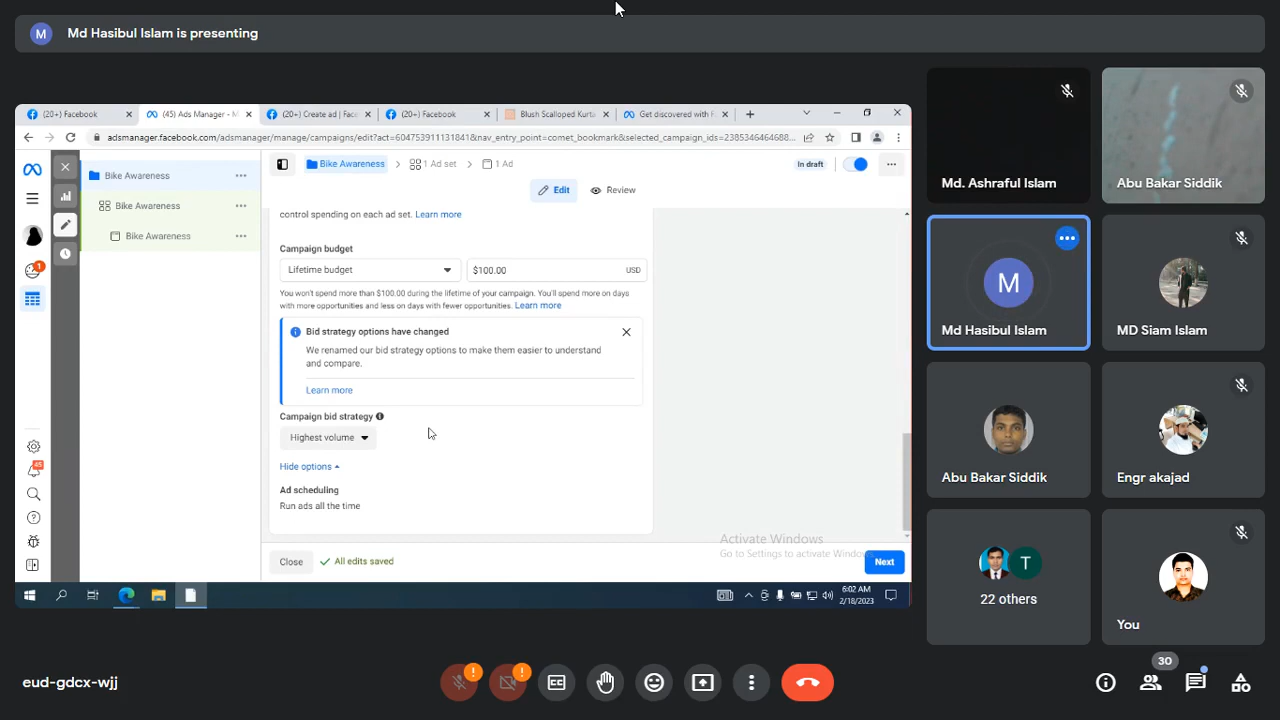 M
Md Hasibul Islam is presenting
(20+) Facebook
(45) Ads Manager - M
(20+) Create ad | Face
(20+) Facebook
Blush Scalloped Kurta
Get discovered with F
adsmanager.facebook.com/adsmanager/manage/campaigns/edit?act=604753911131841&nav_entry_point=comet_bookmark&selected_campaign_ids=2385346464688...
Bike Awareness
Bike Awareness
Bike Awareness
Bike Awareness
1 Ad set
1 Ad
In draft
Edit
Review
control spending on each ad set. Learn more
Campaign budget
Lifetime budget
$100.00
USD
You won't spend more than $100.00 during the lifetime of your campaign. You'll spend more on days
with more opportunities and less on days with fewer opportunities. Learn more
Bid strategy options have changed
We renamed our bid strategy options to make them easier to understand
and compare.
Learn more
Campaign bid strategy
Highest volume
Hide options
Ad scheduling
Run ads all the time
Close
All edits saved
Activate Windows
Go to Settings to activate Windows.
Next
1
45
6:02 AM
2/18/2023
Md. Ashraful Islam
Abu Bakar Siddik
M
Md Hasibul Islam
MD Siam Islam
Abu Bakar Siddik
Engr akajad
T
22 others
You
eud-gdcx-wjj
CC
30